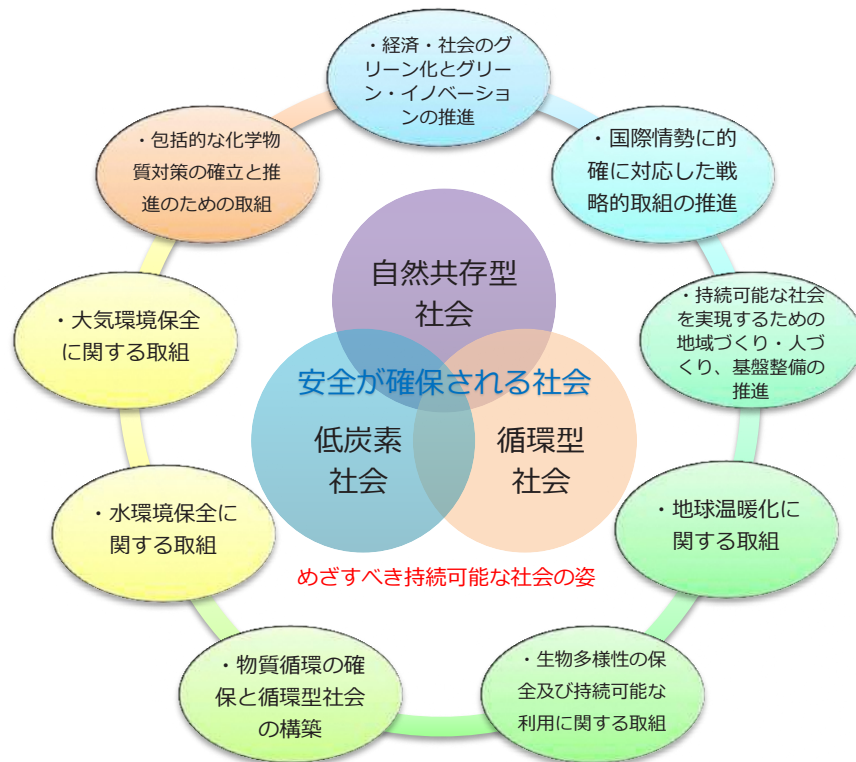 ・経済・社会のグ
リーン化とグリー
ン・イノベーショ
ンの推進
・国際情勢に的
確に対応した戦
略的取組の推進
・持続可能な社会
を実現するための
地域づくり・人づ
くり、基盤整備の
推進
・地球温暖化に
関する取組
・生物多様性の保
全及び持続可能な
利用に関する取組
・物質循環の確
保と循環型社会
の構築
・水環境保全に
関する取組
・大気環境保全
に関する取組
・包括的な化学物
質対策の確立と推
進のための取組
自然共存型
社会
安全が確保される社会
低炭素
社会
循環型
社会
めざすべき持続可能な社会の姿